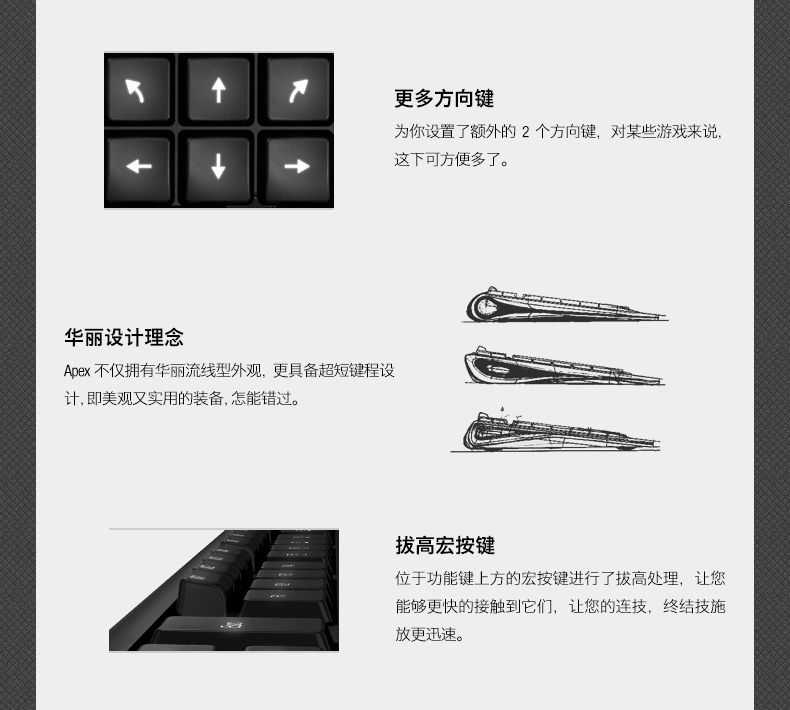 更多方向键
为你设置了额外的 2 个方向键，对某些游戏来说，
这下可方便多了。
华丽设计理念
Apex 不仅拥有华丽流线型外观，更具备超短键程设
计，即美观又实用的装备，怎能错过。
拔高宏按键
位于功能键上方的宏按键进行了拔高处理，让您
能够更快的接触到它们，让您的连技，终结技施
放更迅速。